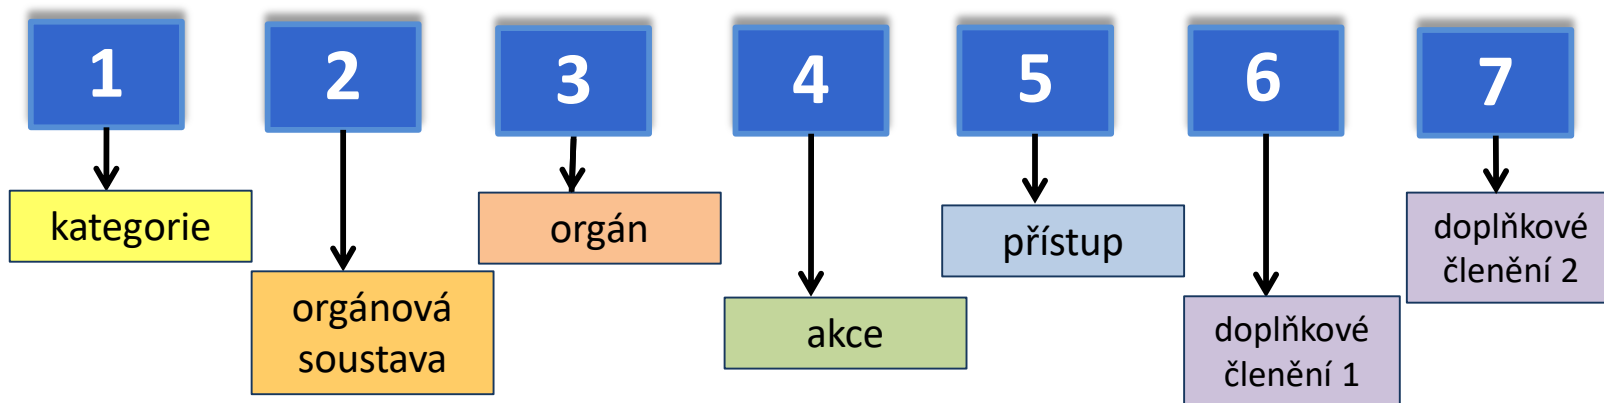 1
2
3
4
5
6
7
kategorie
orgánová
soustava
orgán
akce
přístup
doplňkové
členění 1
doplňkové
členění 2